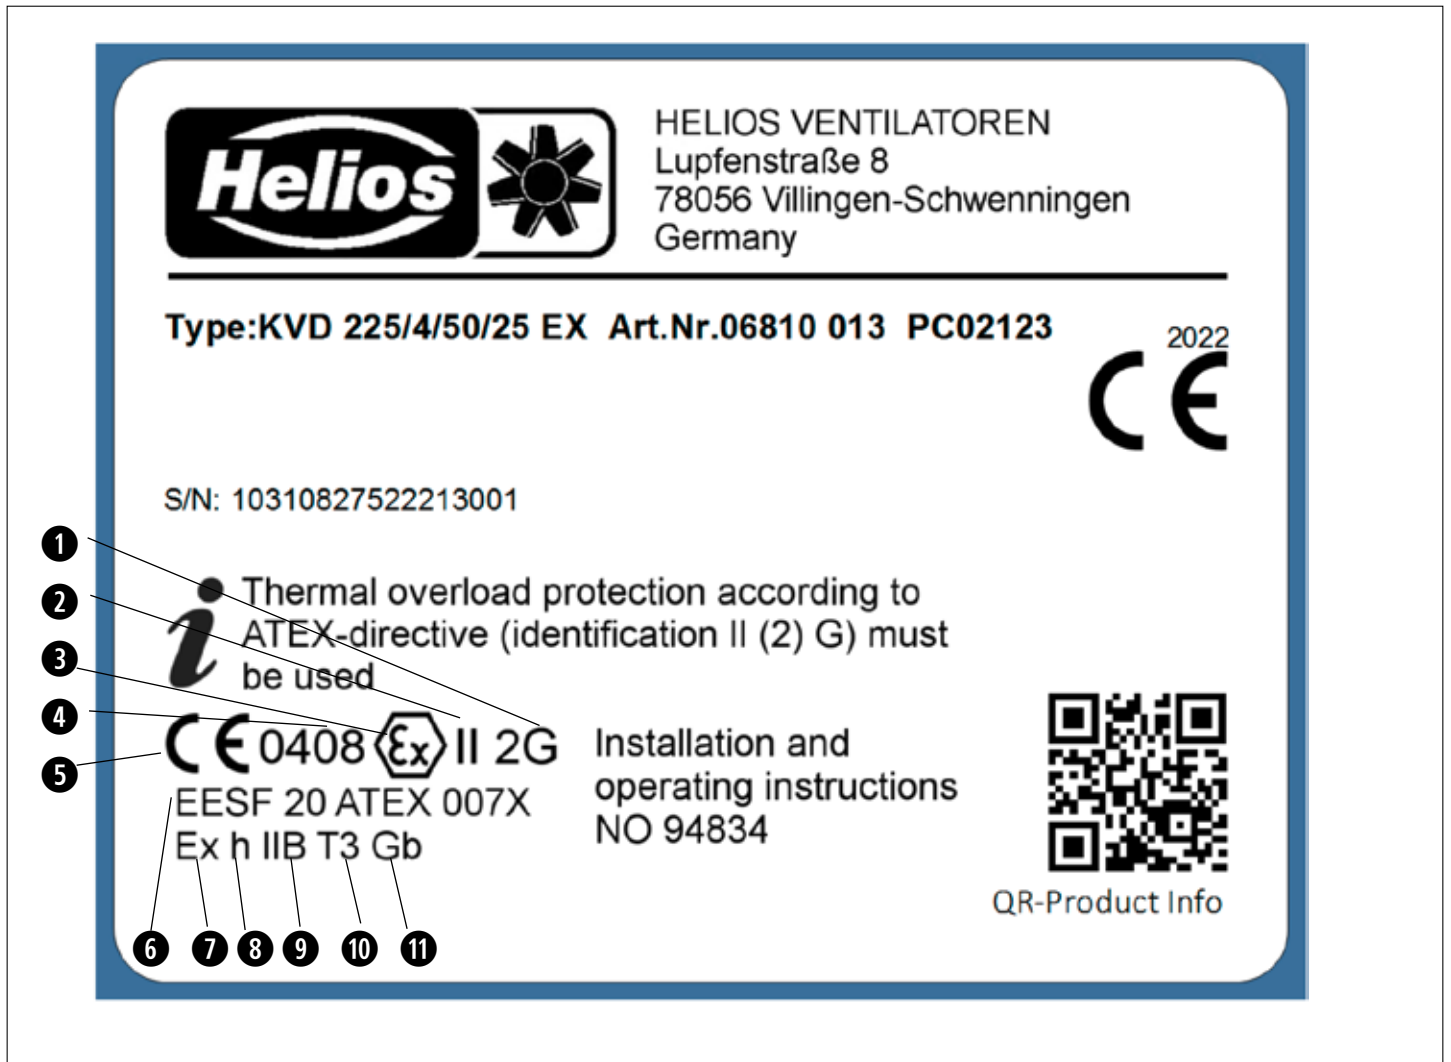 Helios
HELIOS VENTILATOREN
Lupfenstraße 8
78056 Villingen-Schwenningen
Germany
Type:KVD 225/4/50/25 EX Art.Nr.06810 013 PC02123
2022
CE
S/N: 10310827522213001
1
2
3
4
5
i
Thermal overload protection according to
ATEX-directive (identification II (2) G) must
be used
CE 0408 Ex II 2G
EESF 20 ATEX 007X
Ex h IIB T3 Gb
Installation and
operating instructions
NO 94834
QR-Product Info
6 7 8 9 10 11